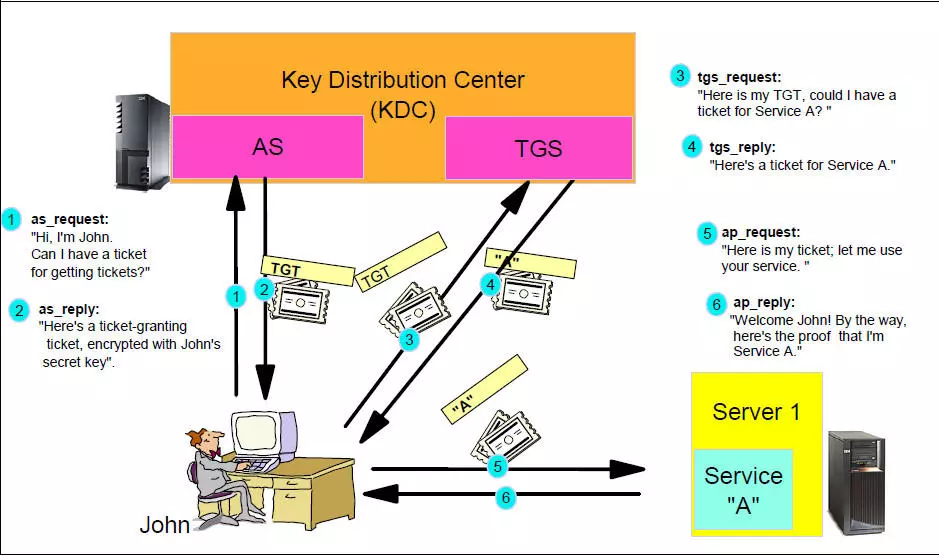 Key Distribution Center
(KDC)
AS
TGS
1
as_request:
"Hi, I'm John.
Can I have a ticket
for getting tickets?"
2
as_reply:
"Here's a ticket-granting
ticket, encrypted with John's
secret key".
3
tgs_request:
"Here is my TGT, could I have a
ticket for Service A? "
4
tgs_reply:
"Here's a ticket for Service A."
5
ap_request:
"Here is my ticket; let me use
your service. "
6
ap_reply:
"Welcome John! By the way,
here's the proof that I'm
Service A."
TGT
TGT
"A"
1
2
3
4
"A"
5
6
John
Server 1
Service
"A"